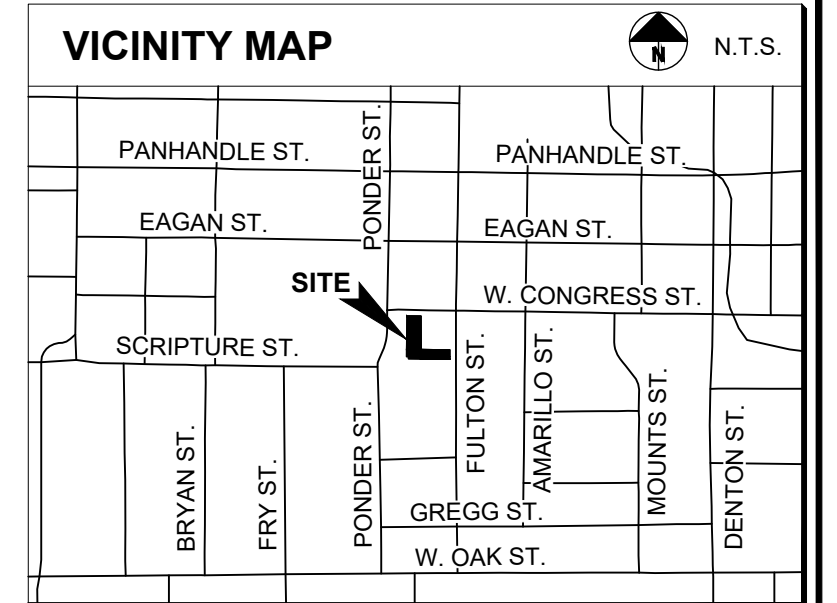 VICINITY MAP
N
N.T.S.
PANHANDLE ST.
PONDER ST.
PANHANDLE ST.
EAGAN ST.
EAGAN ST.
SITE
W. CONGRESS ST.
SCRIPTURE ST.
FULTON ST.
AMARILLO ST.
MOUNTS ST.
DENTON ST.
BRYAN ST.
FRY ST.
PONDER ST.
GREGG ST.
W. OAK ST.